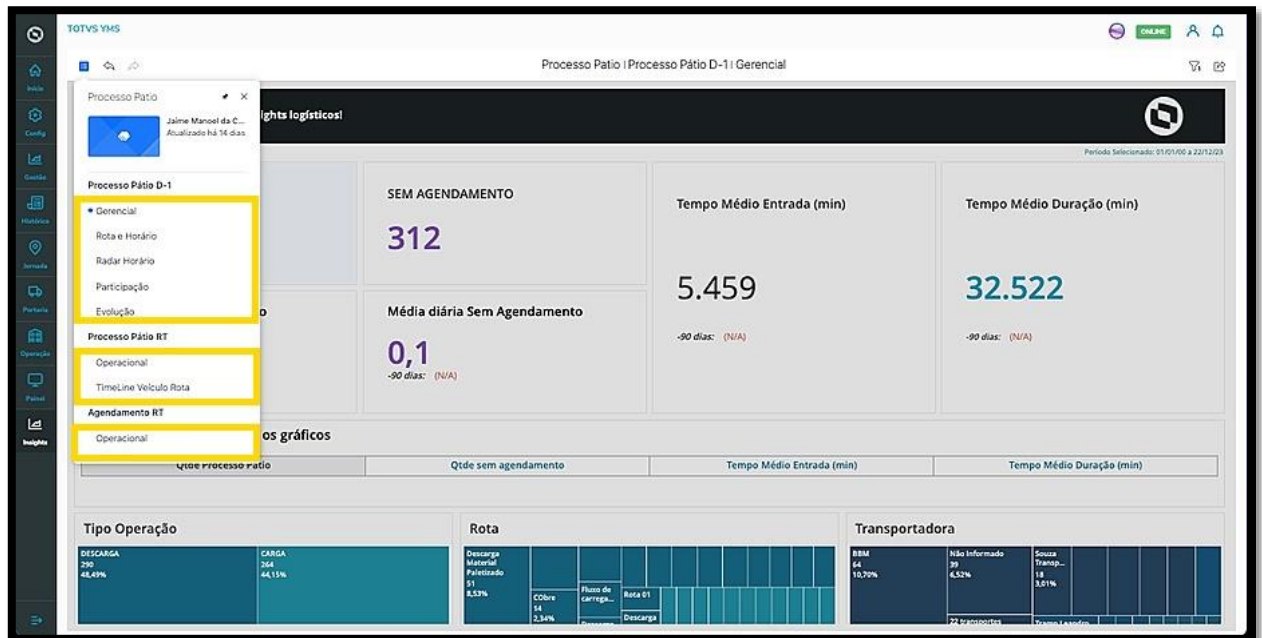 TOTVS YMS
ONLINE
Processo Patio | Processo Pátio D-1 | Gerencial
Início
Config
Gestão
Histórico
Jornada
Portaria
Operação
Painel
Insights
Processo Patio
Jaime Manoel da C...
Atualizado há 14 dias
Processo Pátio D-1
Gerencial
Rota e Horário
Radar Horário
Participação
Evolução
Processo Pátio RT
Operacional
TimeLine Veículo Rota
Agendamento RT
Operacional
ights logísticos!
Período Selecionado: 01/01/00 a 22/12/23
SEM AGENDAMENTO
312
Média diária Sem Agendamento
0,1
-90 dias: (N/A)
Tempo Médio Entrada (min)
5.459
-90 dias: (N/A)
Tempo Médio Duração (min)
32.522
-90 dias: (N/A)
o
os gráficos
Qtde Processo Patio
Qtde sem agendamento
Tempo Médio Entrada (min)
Tempo Médio Duração (min)
Tipo Operação
DESCARGA
290
48,49%
CARGA
264
44,15%
Rota
Descarga
Material
Paletizado
51
8,53%
CObre
14
2,34%
Fluxo de
carrega...
Rota 01
Descarga
Transportadora
BBM
64
10,70%
Não Informado
39
6,52%
22 transportes
Souza
Transp...
18
3,01%